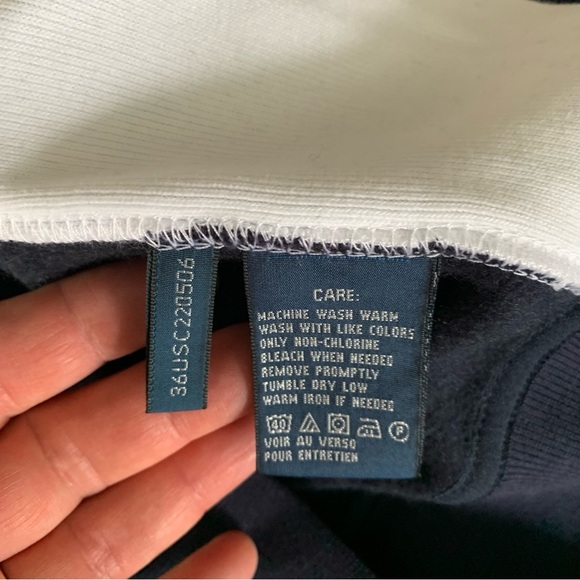 36USC220506
CARE:
MACHINE WASH WARM
WASH WITH LIKE COLORS
ONLY NON-CHLORINE
BLEACH WHEN NEEDED
REMOVE PROMPTLY
TUMBLE DRY LOW
WARM IRON IF NEEDED
40 P
VOIR AU VERSO
POUR ENTRETIEN